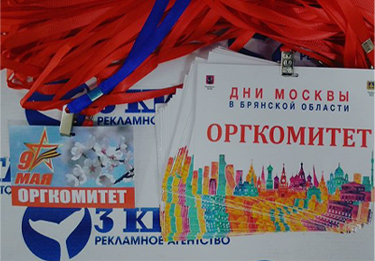 3 К
РЕКЛАМНОЕ
9
МАЯ
ОРГКОМИТЕТ
ДНИ МОСКВЫ
В БРЯНСКОЙ ОБЛАСТИ
ОРГКОМИТЕТ
3 К
РЕКЛАМНОЕ АГЕНТСТВО